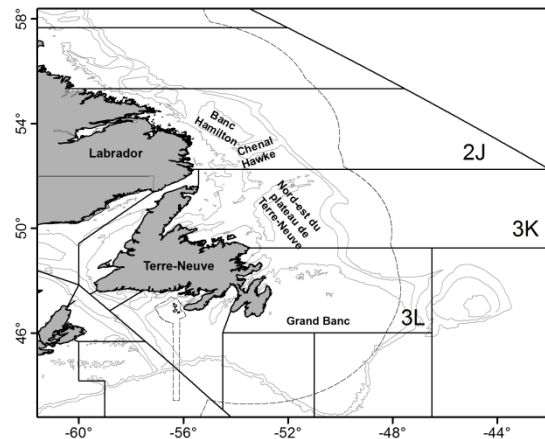 58°
54°
50°
46°
Banc
Hamilton
Chenal
Hawke
Labrador
2J
Nord-est du
plateau de
Terre-Neuve
3K
Terre-Neuve
Grand Banc
3L
-60°
-56°
-52°
-48°
-44°